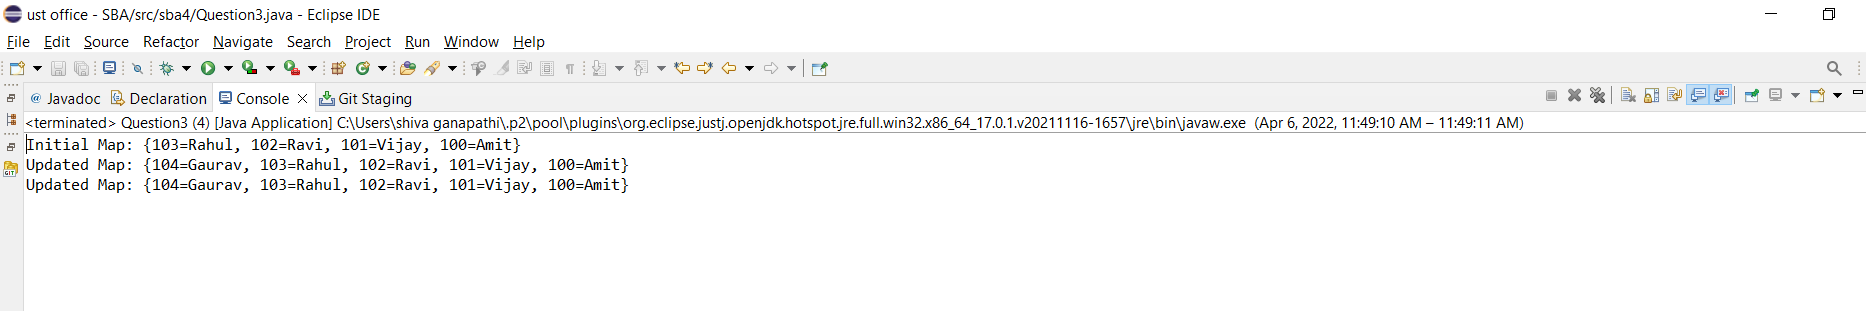 ust office - SBA/src/sba4/Question3.java - Eclipse IDE
File Edit Source Refactor Navigate Search Project Run Window Help
@ Javadoc Declaration Console Git Staging
<terminated> Question3 (4) [Java Application] C:\Users\shiva ganapathi\.p2\pool\plugins\org.eclipse.justj.openjdk.hotspot.jre.full.win32.x86_64_17.0.1.v20211116-1657\jre\bin\javaw.exe (Apr 6, 2022, 11:49:10 AM – 11:49:11 AM)
Initial Map: {103=Rahul, 102=Ravi, 101=Vijay, 100=Amit}
Updated Map: {104=Gaurav, 103=Rahul, 102=Ravi, 101=Vijay, 100=Amit}
Updated Map: {104=Gaurav, 103=Rahul, 102=Ravi, 101=Vijay, 100=Amit}
GIT